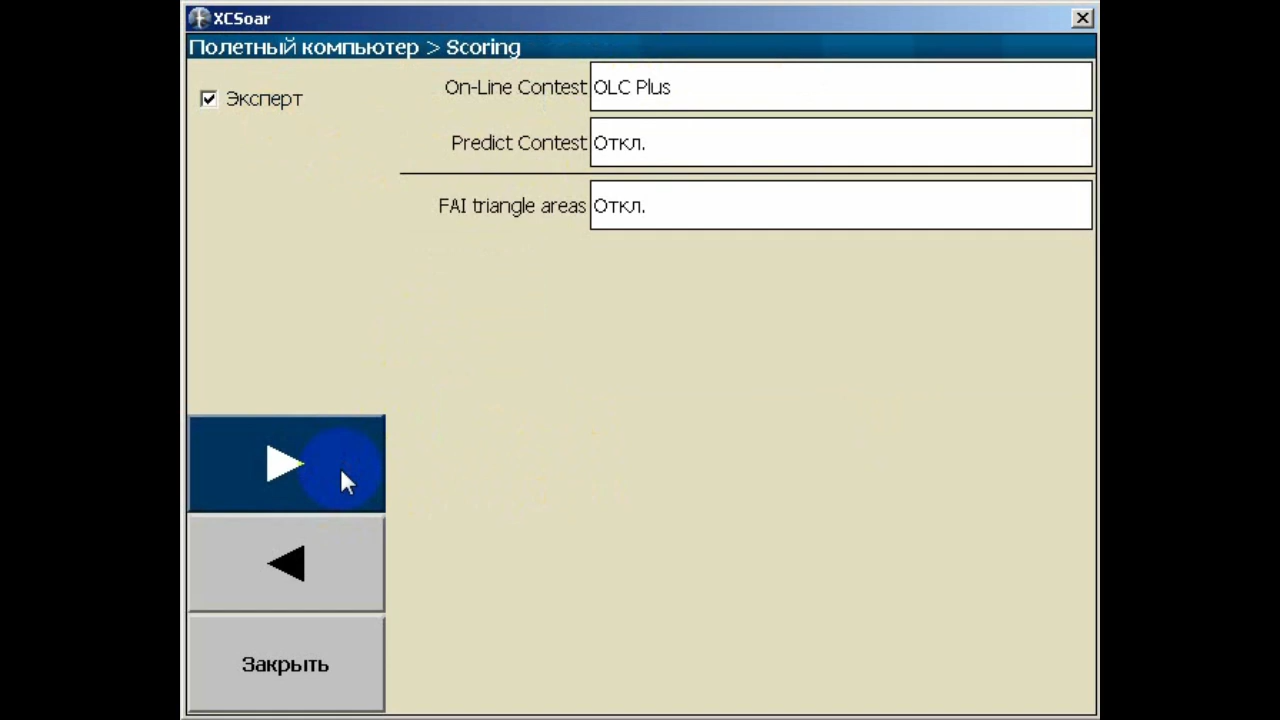 XCSoar
Полетный компьютер > Scoring
Эксперт
On-Line Contest OLC Plus
Predict Contest Откл.
FAI triangle areas Откл.
Закрыть